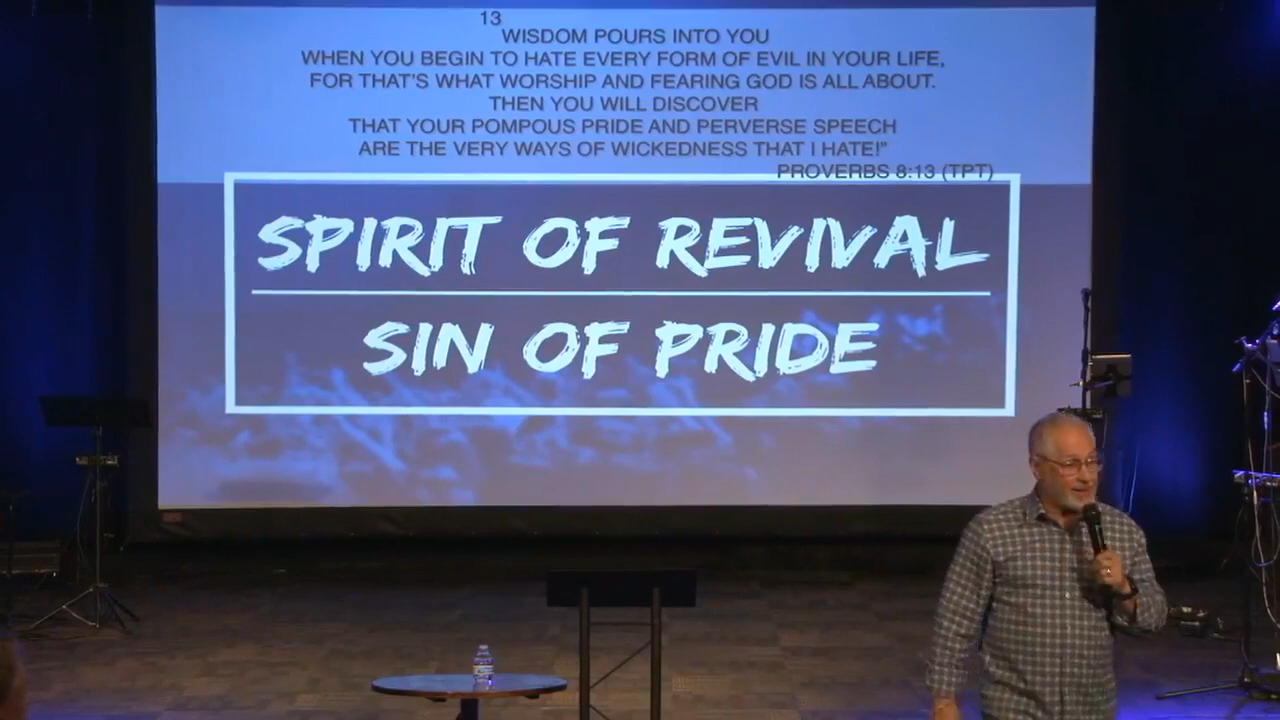 13
WISDOM POURS INTO YOU
WHEN YOU BEGIN TO HATE EVERY FORM OF EVIL IN YOUR LIFE,
FOR THAT'S WHAT WORSHIP AND FEARING GOD IS ALL ABOUT.
THEN YOU WILL DISCOVER
THAT YOUR POMPOUS PRIDE AND PERVERSE SPEECH
ARE THE VERY WAYS OF WICKEDNESS THAT I HATE!”
PROVERBS 8:13 (TPT)
SPIRIT OF REVIVAL
SIN OF PRIDE